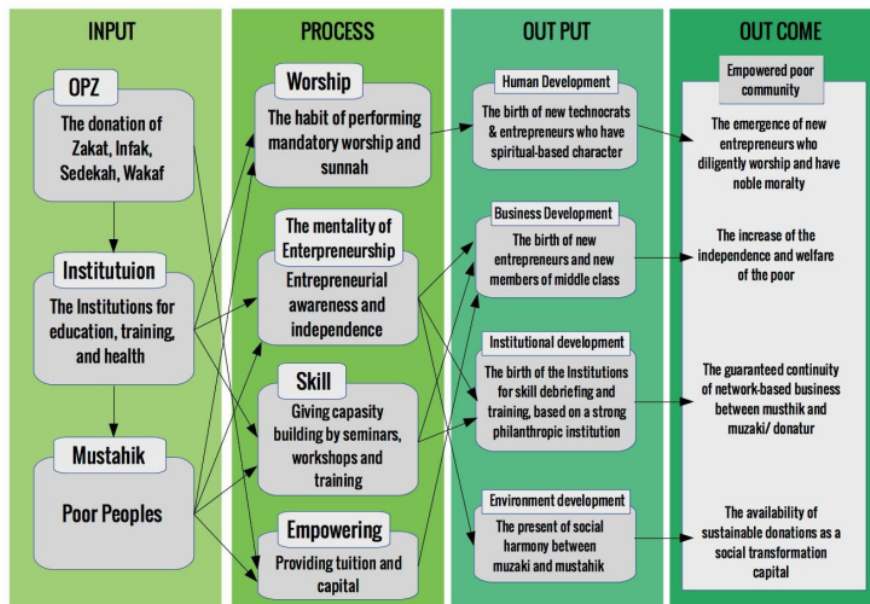 INPUT
OPZ
The donation of
Zakat, Infak,
Sedekah, Wakaf
Institutuion
The Institutions for
education, training,
and health
Mustahik
Poor Peoples
PROCESS
Worship
The habit of performing
mandatory worship and
sunnah
The mentality of
Enterpreneurship
Entrepreneurial
awareness and
independence
Skill
Giving capacity
building by seminars,
workshops and
training
Empowering
Providing tuition and
capital
OUT PUT
Human Development
The birth of new technocrats
& entrepreneurs who have
spiritual-based character
Business Development
The birth of new
entrepreneurs and new
members of middle class
Institutional development
The birth of the Institutions
for skill debriefing and
training, based on a strong
philanthropic institution
Environment development
The present of social
harmony between
muzaki and mustahik
OUT COME
Empowered poor
community
The emergence of new
entrepreneurs who
diligently worship and have
noble moralty
The increase of the
independence and welfare
of the poor
The guaranteed continuity
of network-based business
between musthik and
muzaki/ donatur
The availability of
sustainable donations as a
social transformation
capital